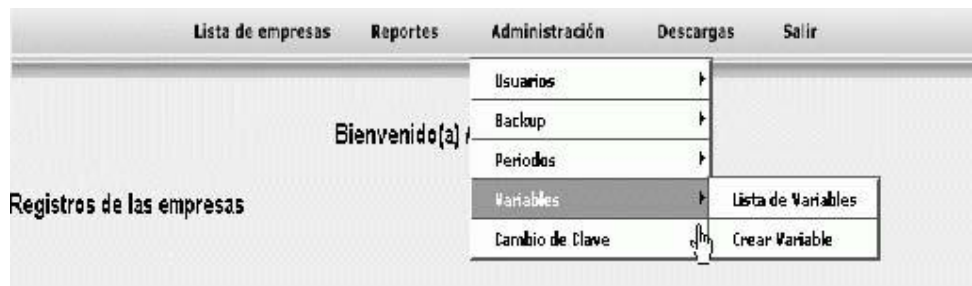 Lista de empresas Reportes Administración Descargas Salir
Usuarios
Backup
Bienvenido(a)
Periodos
Variables Lista de Variables
Registros de las empresas
Cambio de Clave Crear Variable